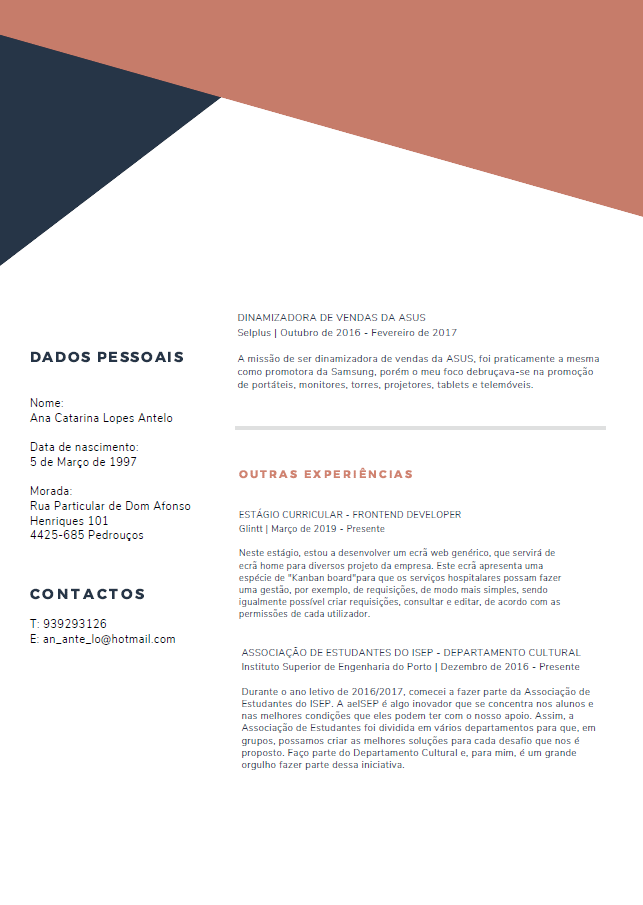 DADOS PESSOAIS
Nome:
Ana Catarina Lopes Antelo
Data de nascimento:
5 de Março de 1997
Morada:
Rua Particular de Dom Afonso
Henriques 101
4425-685 Pedrouços
CONTACTOS
T: 939293126
E: an_ante_lo@hotmail.com
DINAMIZADORA DE VENDAS DA ASUS
Selplus | Outubro de 2016 - Fevereiro de 2017
A missão de ser dinamizadora de vendas da ASUS, foi praticamente a mesma
como promotora da Samsung, porém o meu foco debruçava-se na promoção
de portáteis, monitores, torres, projetores, tablets e telemóveis.
OUTRAS EXPERIÊNCIAS
ESTÁGIO CURRICULAR - FRONTEND DEVELOPER
Glintt | Março de 2019 - Presente
Neste estágio, estou a desenvolver um ecrã web genérico, que servirá de
ecrã home para diversos projeto da empresa. Este ecrã apresenta uma
espécie de "Kanban board"para que os serviços hospitalares possam fazer
uma gestão, por exemplo, de requisições, de modo mais simples, sendo
igualmente possível criar requisições, consultar e editar, de acordo com as
permissões de cada utilizador.
ASSOCIAÇÃO DE ESTUDANTES DO ISEP - DEPARTAMENTO CULTURAL
Instituto Superior de Engenharia do Porto | Dezembro de 2016 - Presente
Durante o ano letivo de 2016/2017, comecei a fazer parte da Associação de
Estudantes do ISEP. A aeISEP é algo inovador que se concentra nos alunos e
nas melhores condições que eles podem ter com o nosso apoio. Assim, a
Associação de Estudantes foi dividida em vários departamentos para que, em
grupos, possamos criar as melhores soluções para cada desafio que nos é
proposto. Faço parte do Departamento Cultural e, para mim, é um grande
orgulho fazer parte dessa iniciativa.